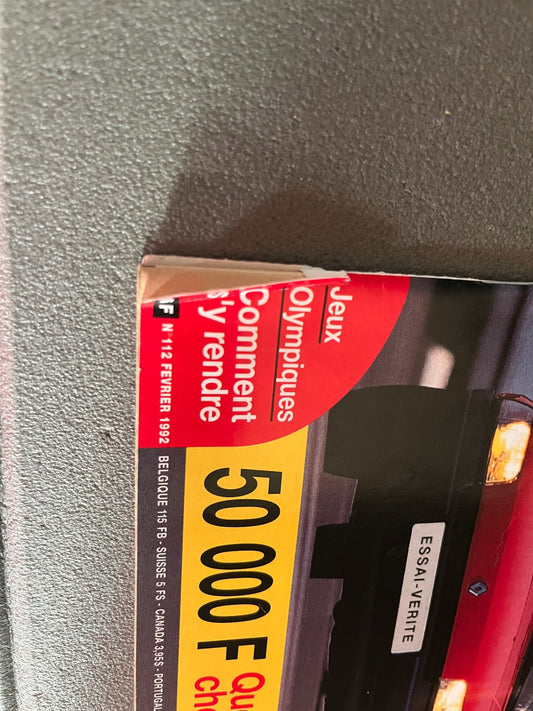 Jeux
Olympiques
Comment
s'y rendre
F N°112 FEVRIER 1992 BELGIQUE 115 FB - SUISSE 5 FS - CANADA 3,95$ - PORTUGAL
50 000 F
ESSAI-VERITE